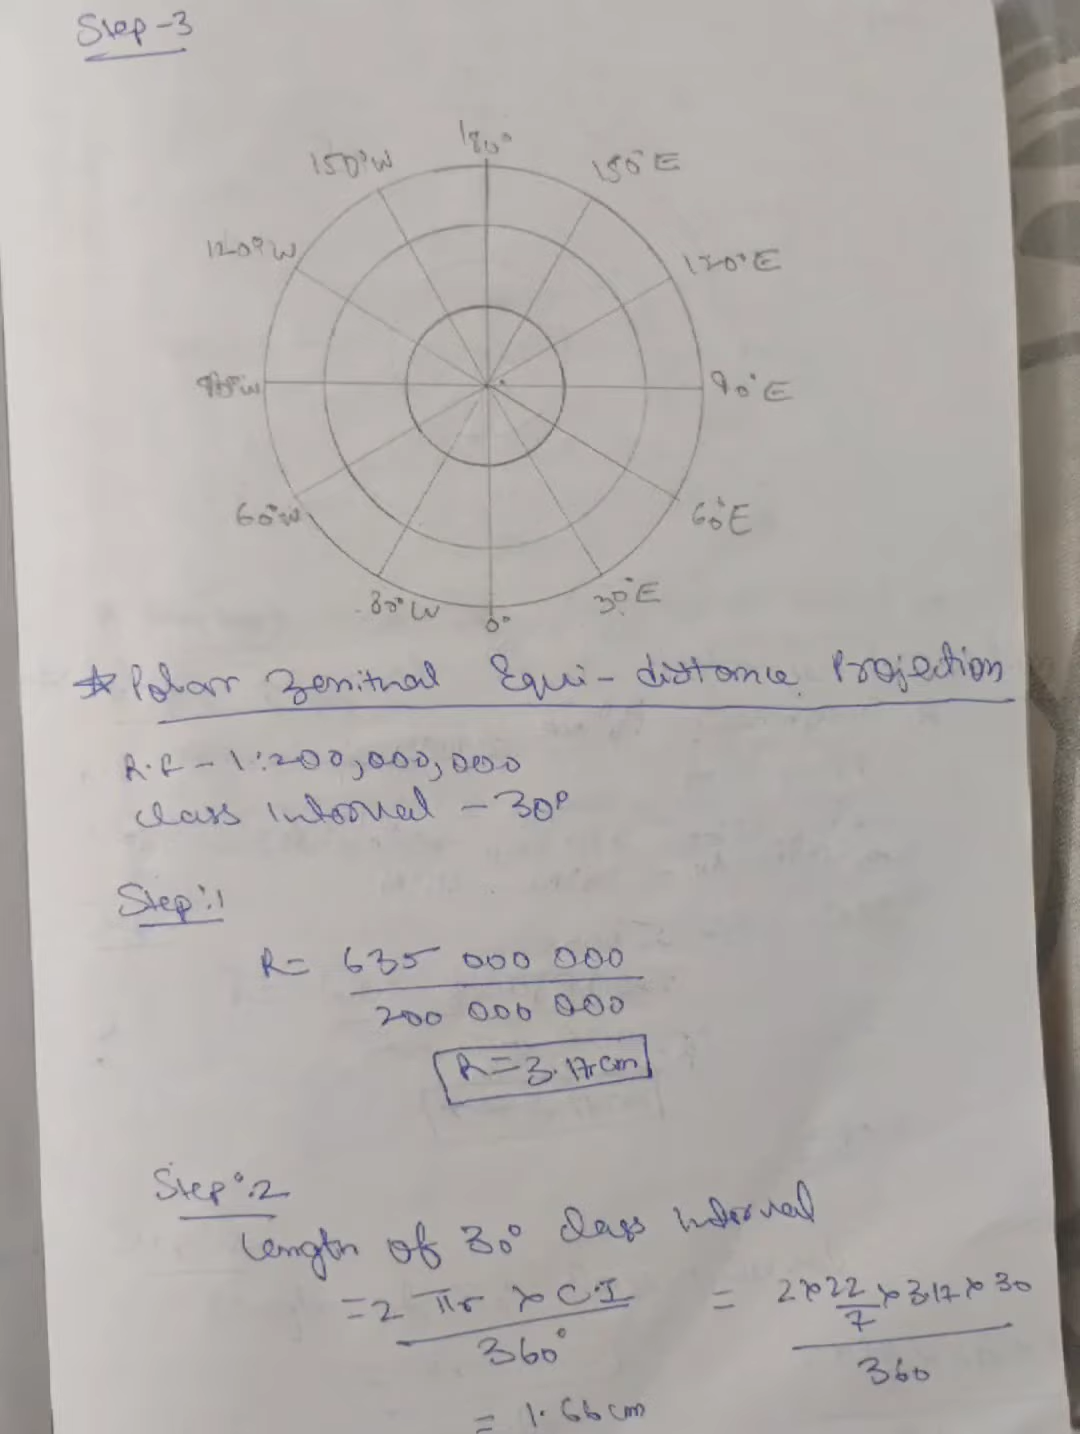 Step-3
180°
150°W
150°E
120°W
120°E
90°W
90°E
60°W
60°E
30°W
30°E
0°
* Polar Zenithal Equi-distance Projection
R.F - 1:200,000,000
Class interval - 30°
Step:1
R = 635 000 000
200 000 000
R = 3.17cm
Step:2
Length of 30° class interval
= 2 πr × C.I = 2×22×317×30
7
360° 360
= 1.66 cm